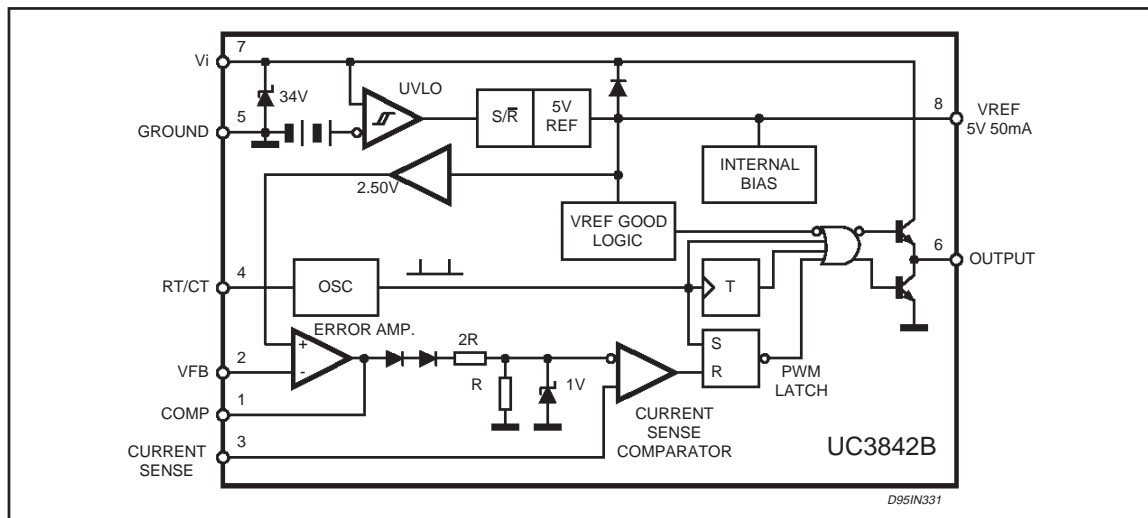 7
Vi
34V
UVLO
S/R̅
5V
REF
8
VREF
5V 50mA
5
GROUND
INTERNAL
BIAS
2.50V
VREF GOOD
LOGIC
6
OUTPUT
4
RT/CT
OSC
T
ERROR AMP.
+
-
2R
S
R
2
VFB
R
1V
PWM
LATCH
1
COMP
CURRENT
SENSE
COMPARATOR
3
CURRENT
SENSE
UC3842B
D95IN331